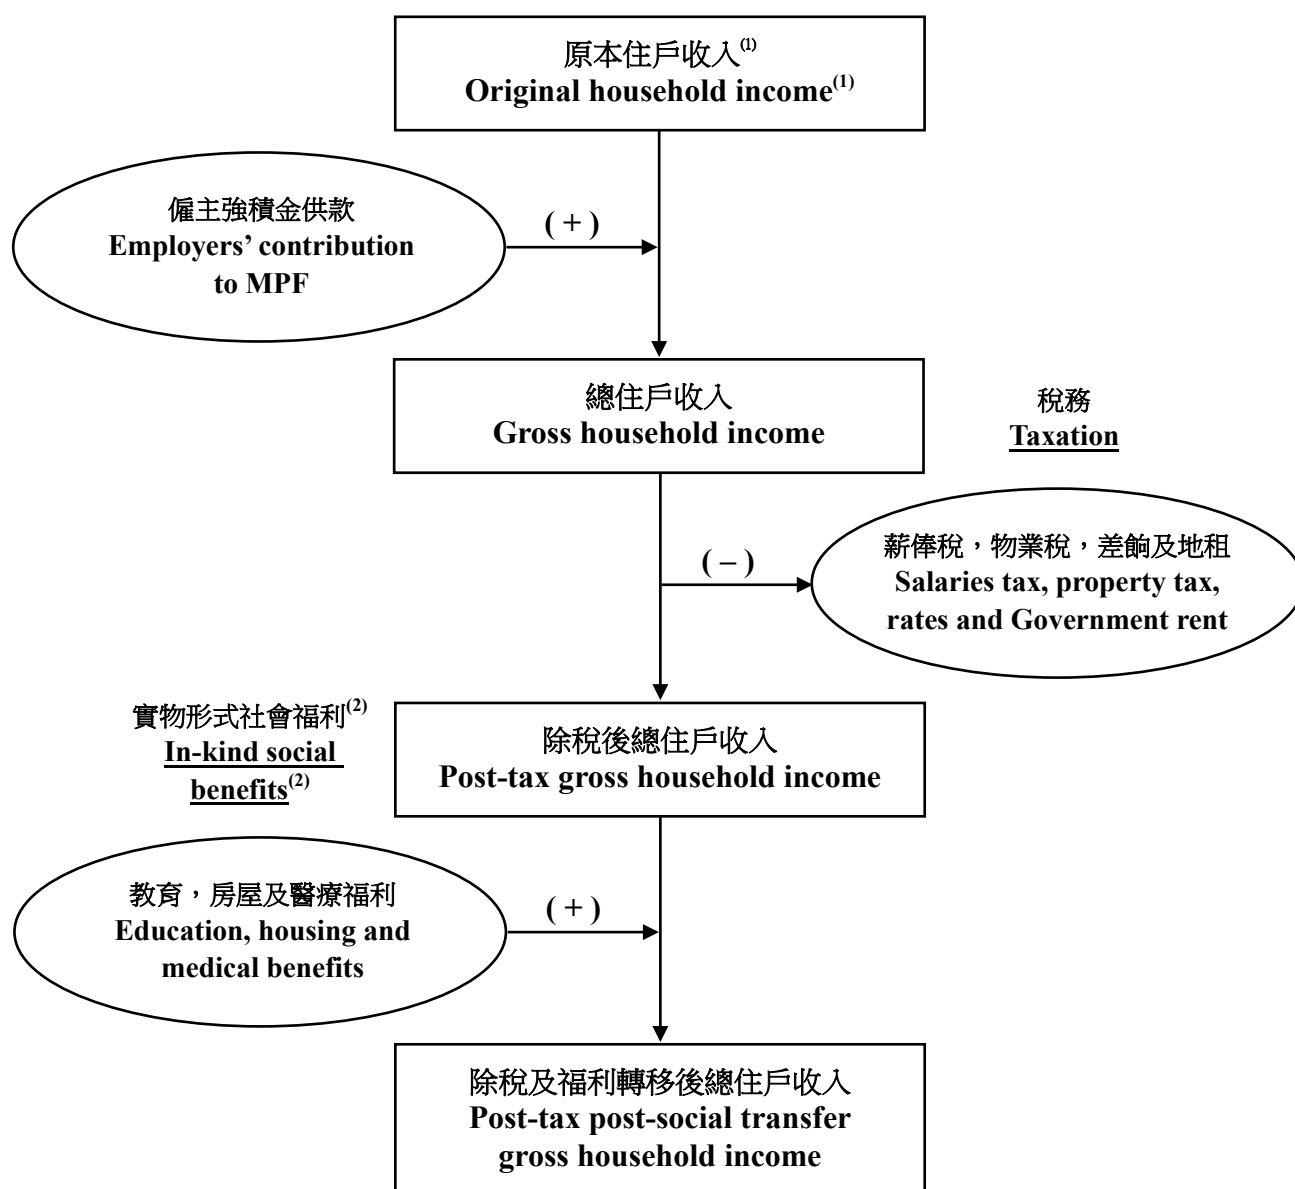 原本住戶收入⁽¹⁾
Original household income⁽¹⁾
僱主強積金供款
Employers’ contribution
to MPF
( + )
總住戶收入
Gross household income
稅務
Taxation
( – )
薪俸稅，物業稅，差餉及地租
Salaries tax, property tax,
rates and Government rent
實物形式社會福利⁽²⁾
In-kind social
benefits⁽²⁾
除稅後總住戶收入
Post-tax gross household income
教育，房屋及醫療福利
Education, housing and
medical benefits
( + )
除稅及福利轉移後總住戶收入
Post-tax post-social transfer
gross household income